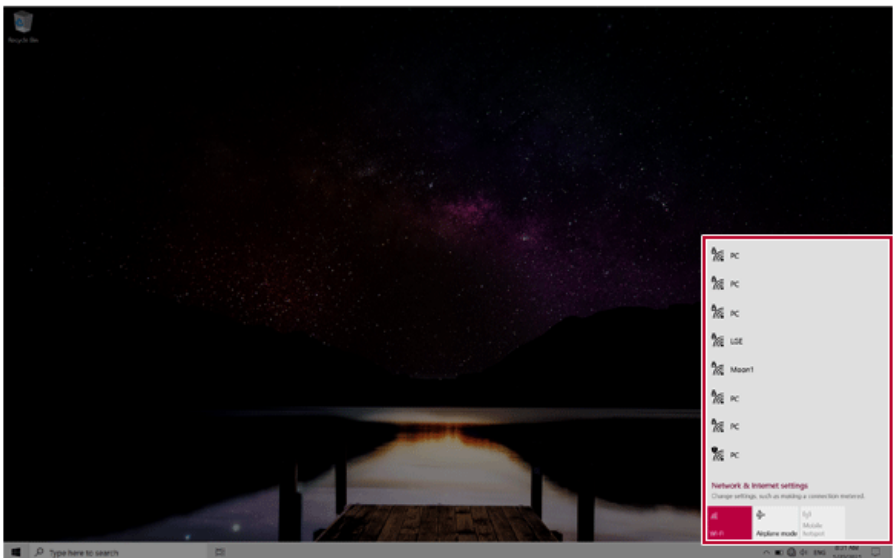 Recycle Bin
PC
PC
PC
LGE
Moon1
PC
PC
PC
Network & Internet settings
Change settings, such as making a connection metered.
Wi-Fi
Airplane mode
Mobile
hotspot
Type here to search
ENG